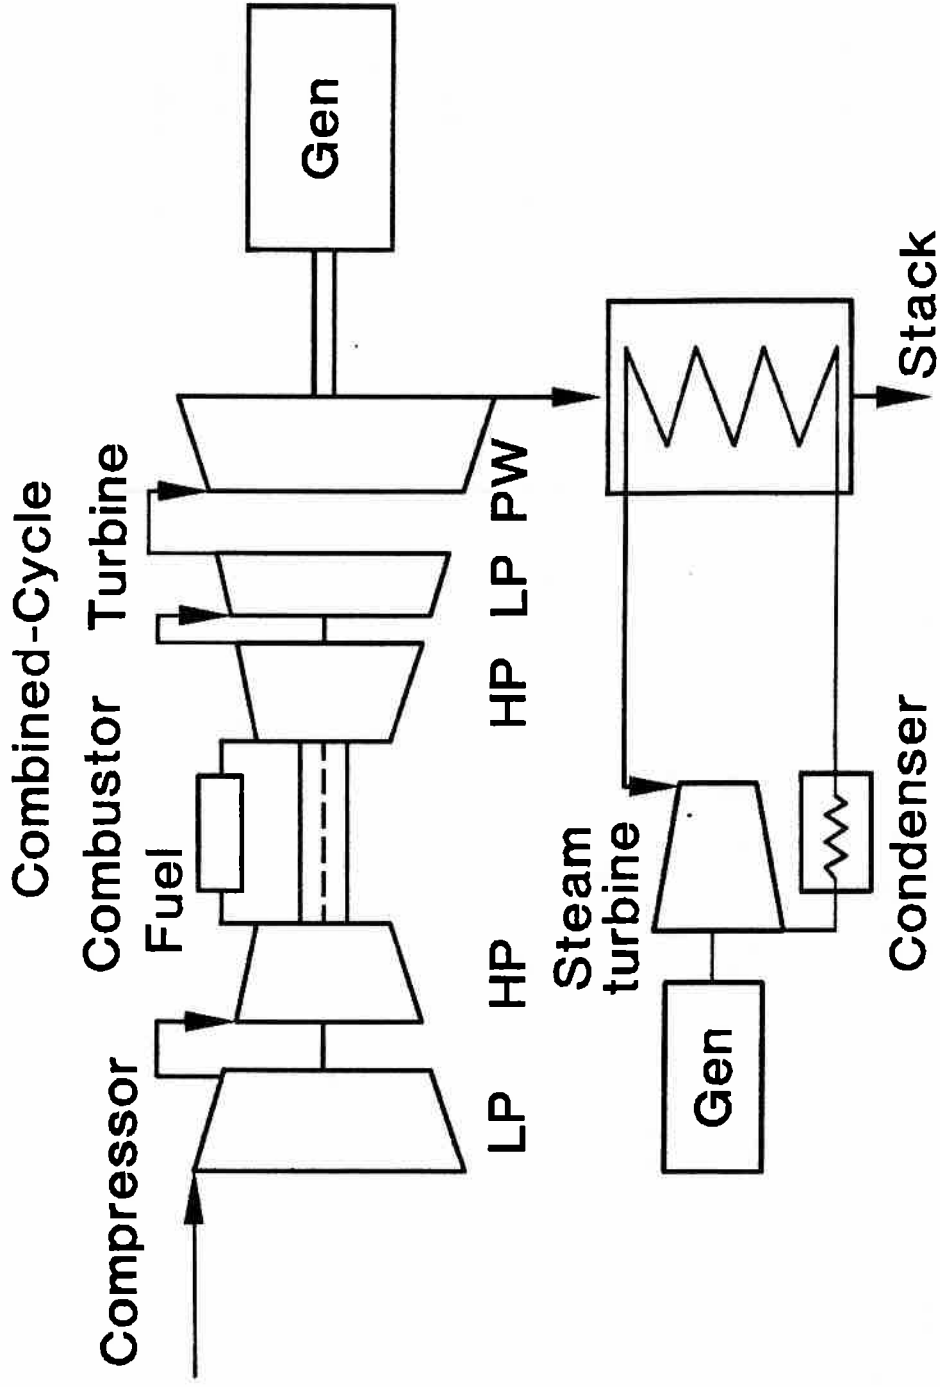 Combined-Cycle
Compressor
Combustor
Turbine
Fuel
Gen
LP
HP
HP
LP
PW
Steam
turbine
Gen
Condenser
Stack